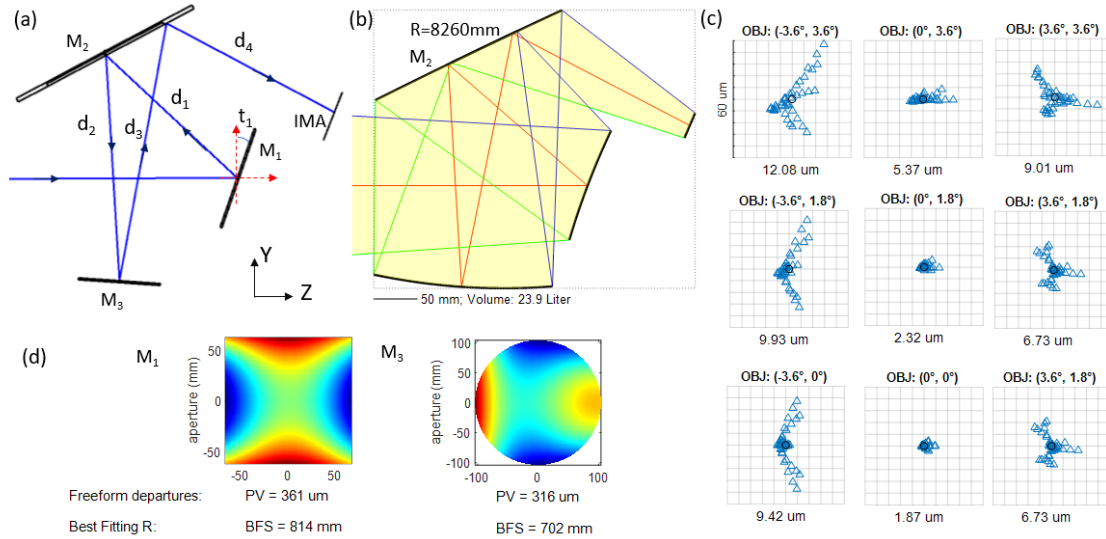 (a)
M2
d4
d1
t1
IMA
d2
d3
M1
M3
Y
Z
(b)
R=8260mm
M2
50 mm; Volume: 23.9 Liter
(c)
OBJ: (-3.6°, 3.6°)
OBJ: (0°, 3.6°)
OBJ: (3.6°, 3.6°)
60 um
12.08 um
5.37 um
9.01 um
OBJ: (-3.6°, 1.8°)
OBJ: (0°, 1.8°)
OBJ: (3.6°, 1.8°)
9.93 um
2.32 um
6.73 um
OBJ: (-3.6°, 0°)
OBJ: (0°, 0°)
OBJ: (3.6°, 1.8°)
9.42 um
1.87 um
6.73 um
(d)
M1
aperture (mm)
50
0
-50
-50
0
50
M3
aperture (mm)
100
50
0
-50
-100
-100
0
100
Freeform departures:
PV = 361 um
PV = 316 um
Best Fitting R:
BFS = 814 mm
BFS = 702 mm